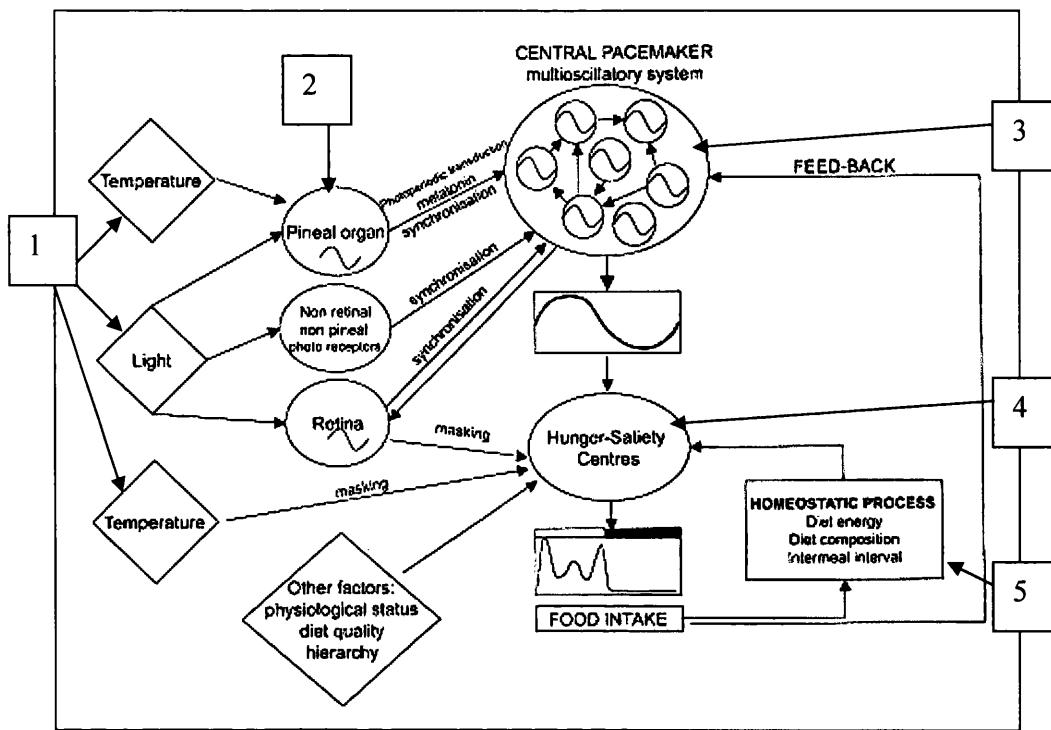 2
CENTRAL PACEMAKER
multioscillatory system
3
Temperature
Photoperiodic transduction
melatonin
synchronisation
FEED-BACK
1
Pineal organ
Non retinal
non pineal
photo receptors
synchronisation
synchronisation
Light
Retina
masking
Hunger-Satiety
Centres
4
Temperature
masking
HOMEOSTATIC PROCESS
Diet energy
Diet composition
Intermeal interval
5
Other factors:
physiological status
diet quality
hierarchy
FOOD INTAKE